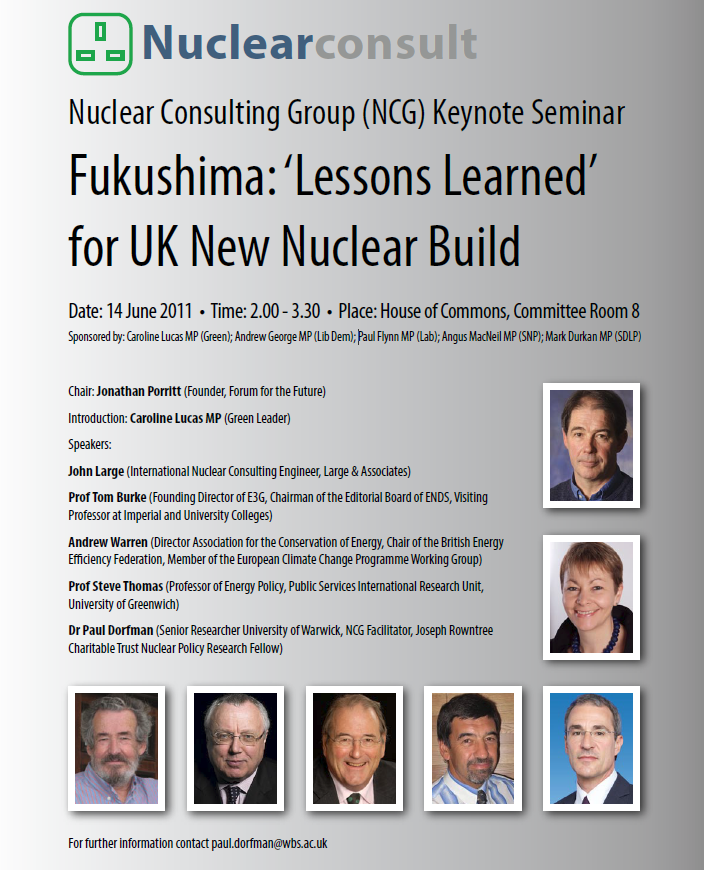 Nuclearconsult
Nuclear Consulting Group (NCG) Keynote Seminar
Fukushima: ‘Lessons Learned’
for UK New Nuclear Build
Date: 14 June 2011 • Time: 2.00 - 3.30 • Place: House of Commons, Committee Room 8
Sponsored by: Caroline Lucas MP (Green); Andrew George MP (Lib Dem); Paul Flynn MP (Lab); Angus MacNeil MP (SNP); Mark Durkan MP (SDLP)
Chair: Jonathan Porritt (Founder, Forum for the Future)
Introduction: Caroline Lucas MP (Green Leader)
Speakers:
John Large (International Nuclear Consulting Engineer, Large & Associates)
Prof Tom Burke (Founding Director of E3G, Chairman of the Editorial Board of ENDS, Visiting
Professor at Imperial and University Colleges)
Andrew Warren (Director Association for the Conservation of Energy, Chair of the British Energy
Efficiency Federation, Member of the European Climate Change Programme Working Group)
Prof Steve Thomas (Professor of Energy Policy, Public Services International Research Unit,
University of Greenwich)
Dr Paul Dorfman (Senior Researcher University of Warwick, NCG Facilitator, Joseph Rowntree
Charitable Trust Nuclear Policy Research Fellow)
For further information contact paul.dorfman@wbs.ac.uk